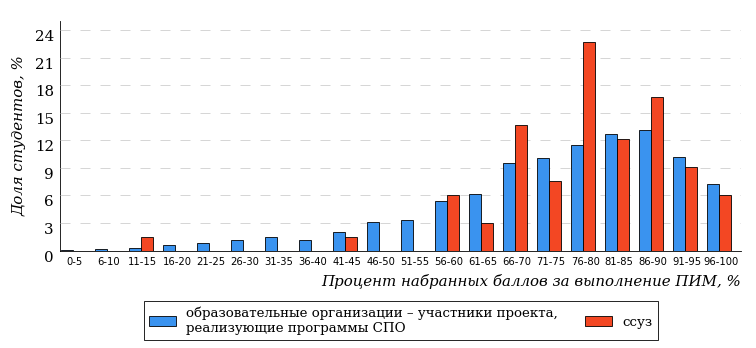 Доля студентов, %
24
21
18
15
12
9
6
3
0
0-5 6-10 11-15 16-20 21-25 26-30 31-35 36-40 41-45 46-50 51-55 56-60 61-65 66-70 71-75 76-80 81-85 86-90 91-95 96-100
Процент набранных баллов за выполнение ПИМ, %
образовательные организации – участники проекта,
реализующие программы СПО
ссуз